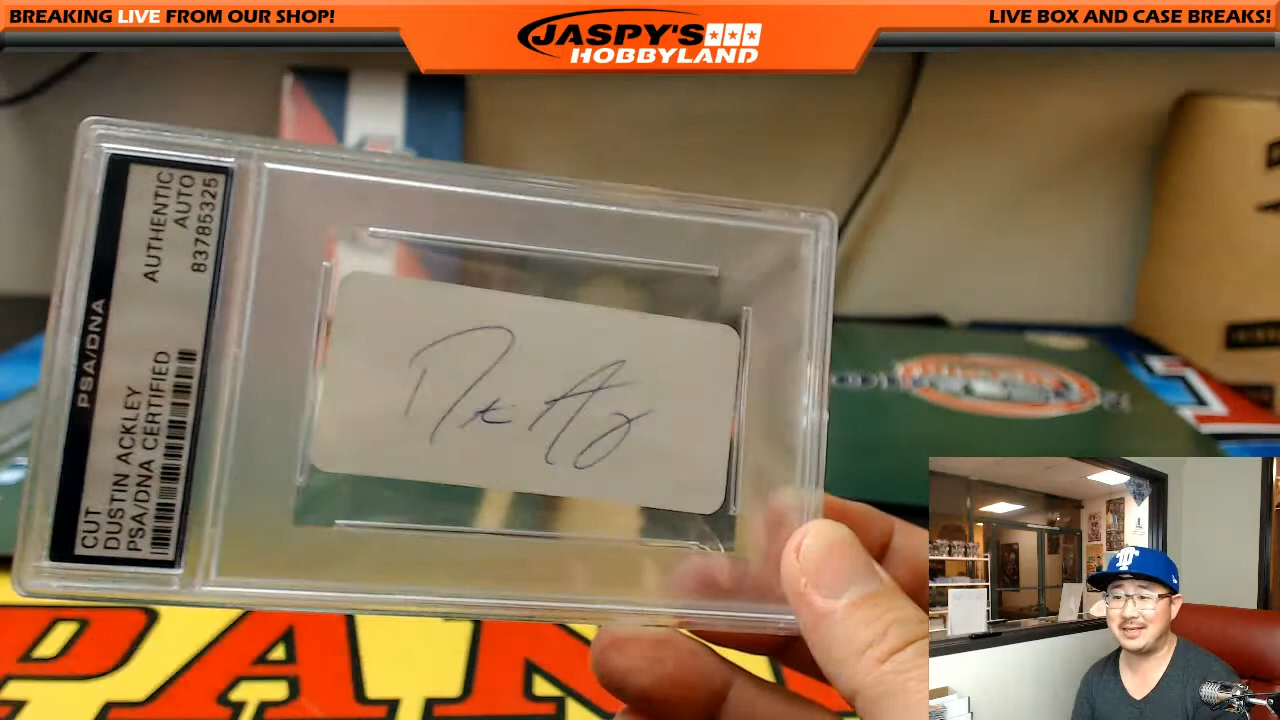 BREAKING LIVE FROM OUR SHOP!
JASPY'S
HOBBYLAND
LIVE BOX AND CASE BREAKS!
PSA/DNA
CUT
DUSTIN ACKLEY
PSA/DNA CERTIFIED
AUTHENTIC
AUTO
83785325
PANI